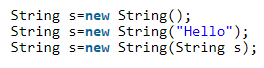 String s=new String();
String s=new String("Hello");
String s=new String(String s);